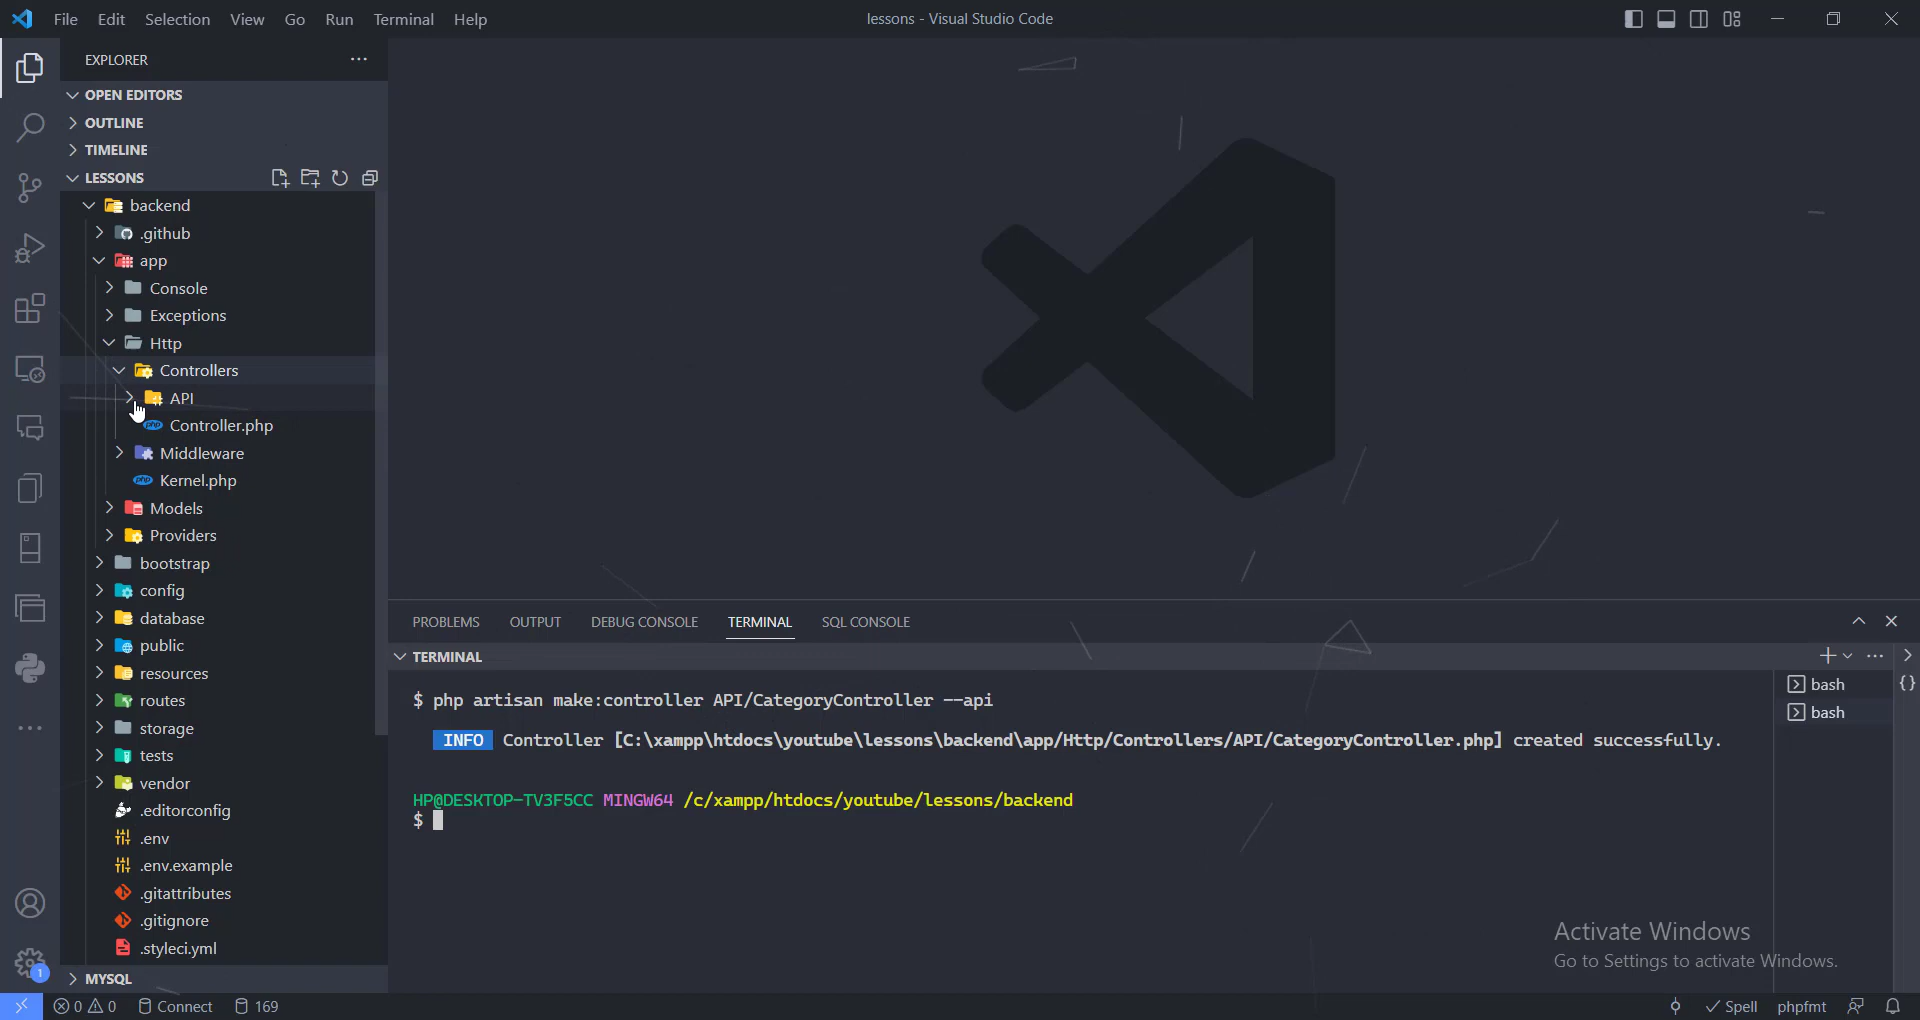 File Edit Selection View Go Run Terminal Help
lessons - Visual Studio Code
EXPLORER
OPEN EDITORS
OUTLINE
TIMELINE
LESSONS
backend
.github
app
Console
Exceptions
Http
Controllers
API
php Controller.php
Middleware
php Kernel.php
Models
Providers
bootstrap
config
database
public
resources
routes
storage
tests
vendor
.editorconfig
.env
.env.example
.gitattributes
.gitignore
.styleci.yml
MYSQL
PROBLEMS OUTPUT DEBUG CONSOLE TERMINAL SQL CONSOLE
TERMINAL
$ php artisan make:controller API/CategoryController --api
INFO Controller [C:\xampp\htdocs\youtube\lessons\backend\app/Http/Controllers/API/CategoryController.php] created successfully.
HP@DESKTOP-TV3F5CC MINGW64 /c/xampp/htdocs/youtube/lessons/backend
$
bash
bash
{}
Activate Windows
Go to Settings to activate Windows.
1
0 0 Connect 169
Spell phpfmt